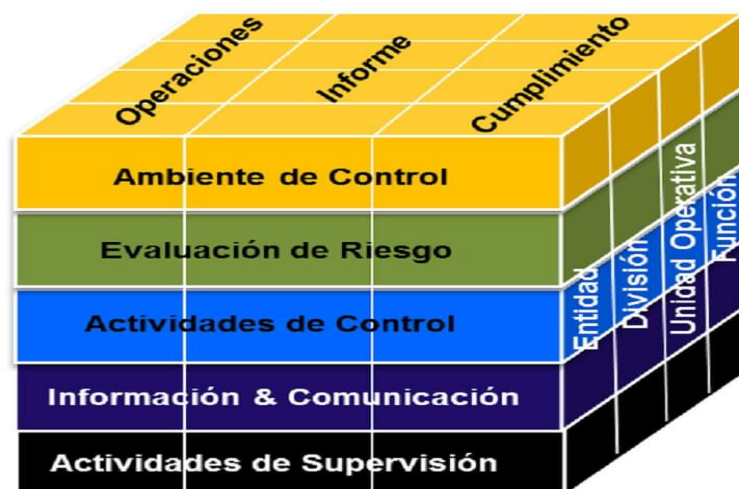 Operaciones
Informe
Cumplimiento
Ambiente de Control
Evaluación de Riesgo
Actividades de Control
Información & Comunicación
Actividades de Supervisión
Entidad
División
Unidad Operativa
Función